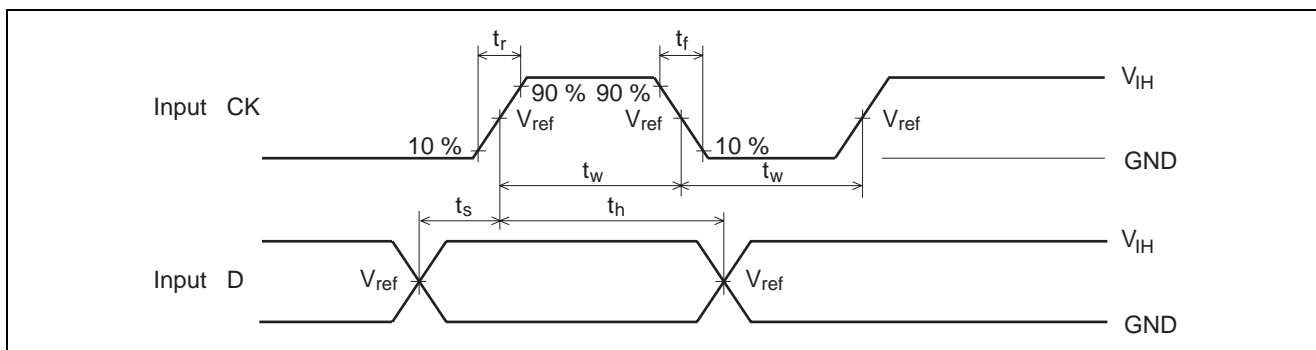 tr tf
VIH
Input CK 90 % 90 %
Vref Vref Vref
10 % 10 %
GND
tw tw
ts th
VIH
Input D Vref Vref
GND